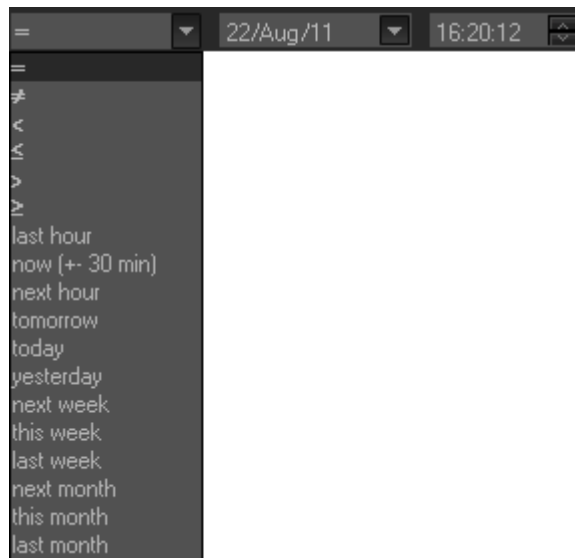 = 22/Aug/11 16:20:12
=
≠
<
≤
>
≥
last hour
now (+- 30 min)
next hour
tomorrow
today
yesterday
next week
this week
last week
next month
this month
last month